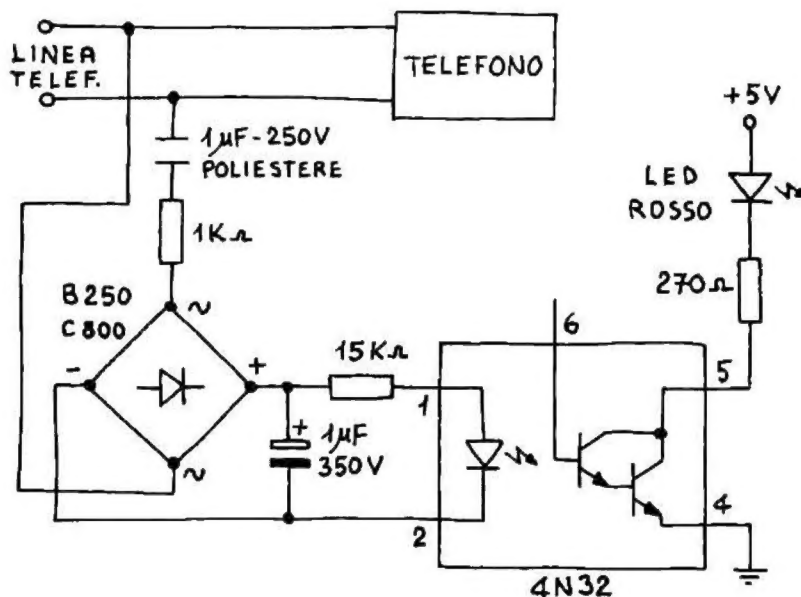 LINEA
TELEF.
TELEFONO
1µF-250V
POLIESTERE
+5V
LED
ROSSO
1KΩ
270Ω
B250
C800
~
6
-
+
15KΩ
1
5
+
1µF
350V
~
2
4
4N32